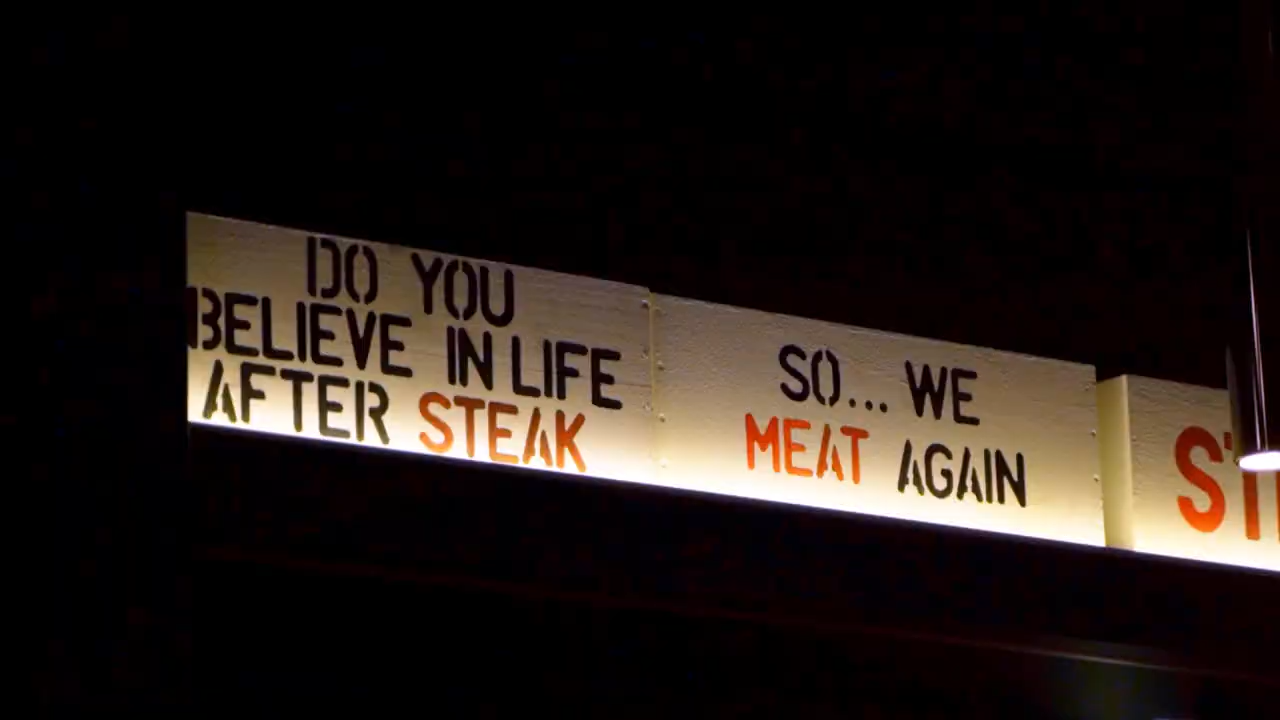 DO YOU
BELIEVE IN LIFE
AFTER STEAK
SO... WE
MEAT AGAIN